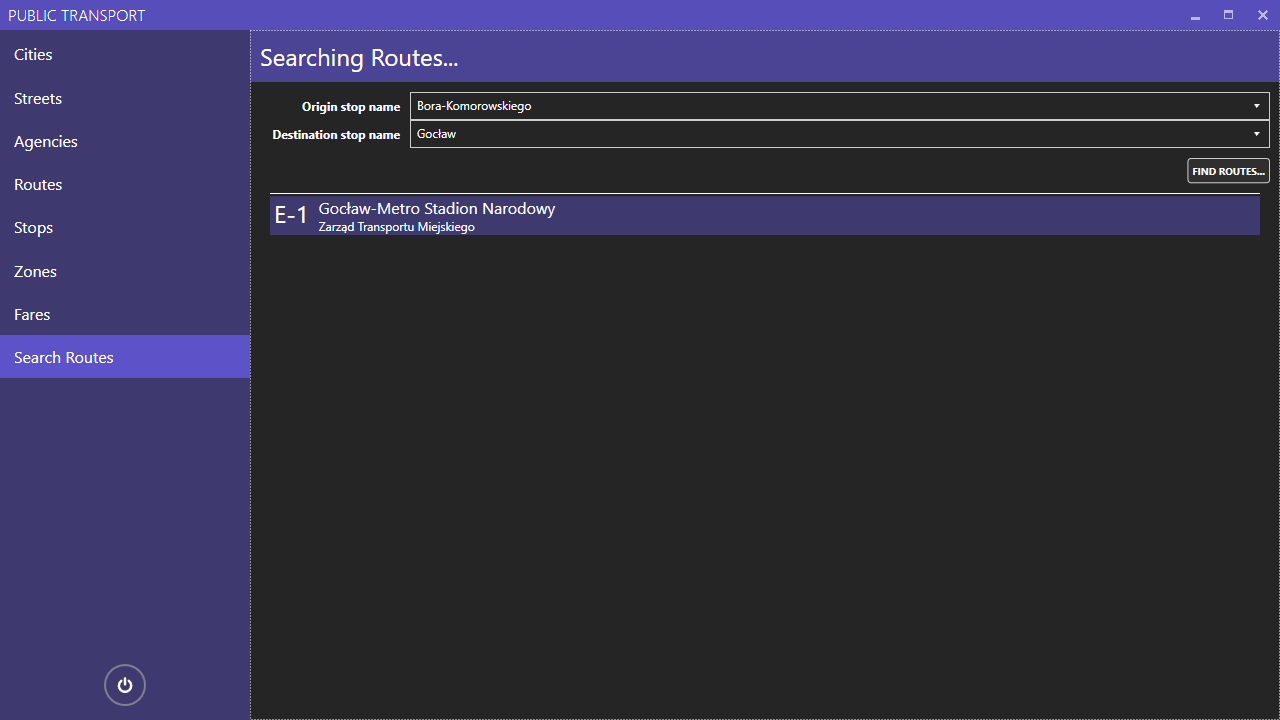 PUBLIC TRANSPORT
Cities
Streets
Agencies
Routes
Stops
Zones
Fares
Search Routes
Searching Routes...
Origin stop name
Bora-Komorowskiego
Destination stop name
Gocław
FIND ROUTES...
E-1
Gocław-Metro Stadion Narodowy
Zarząd Transportu Miejskiego